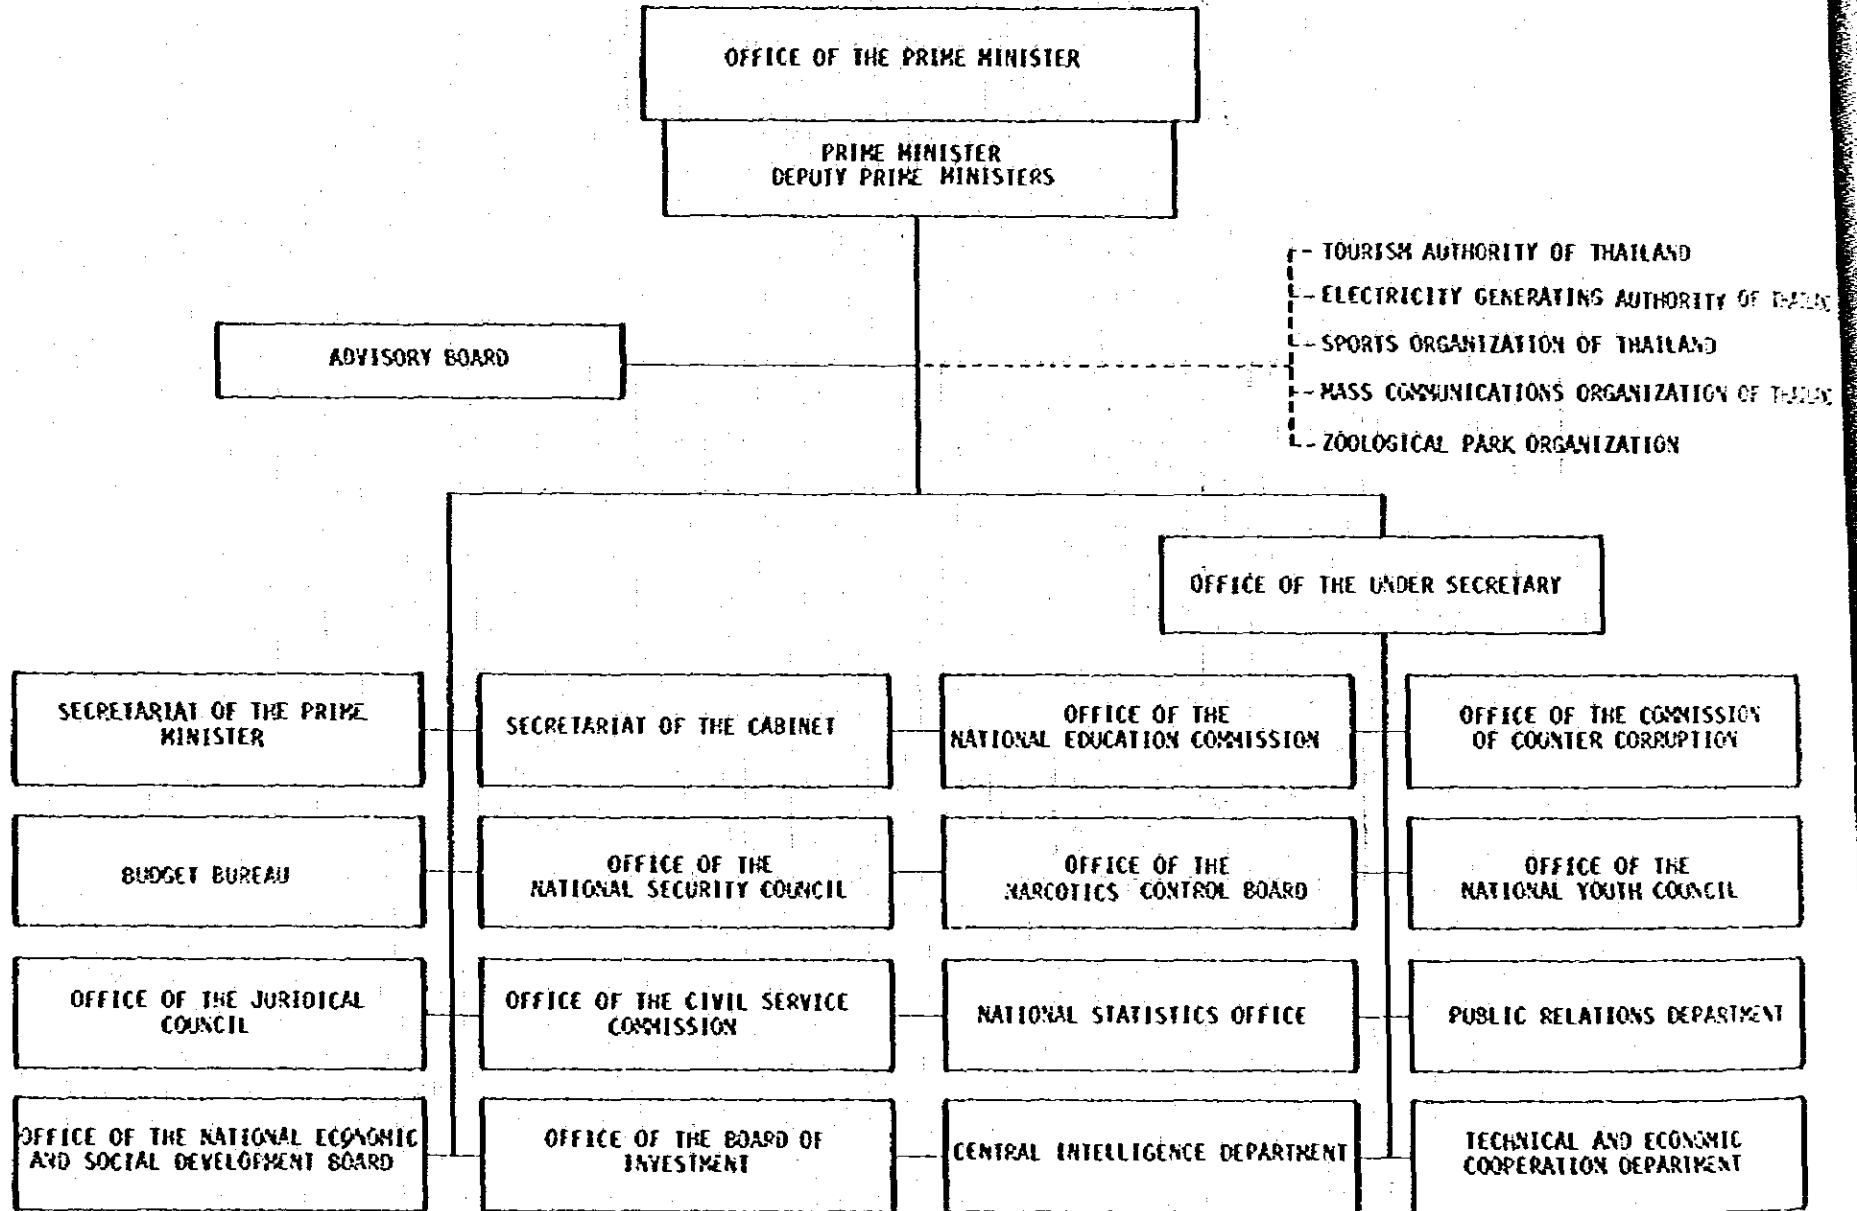 OFFICE OF THE PRIME MINISTER
PRIME MINISTER
DEPUTY PRIME MINISTERS
TOURISM AUTHORITY OF THAILAND
ELECTRICITY GENERATING AUTHORITY OF
ADVISORY BOARD
SPORTS ORGANIZATION OF THAILAND
MASS COMMUNICATIONS ORGANIZATION OF
ZOOLOGICAL PARK ORGANIZATION
OFFICE OF THE UNDER SECRETARY
SECRETARIAT OF THE PRIME
MINISTER
SECRETARIAT OF THE CABINET
OFFICE OF THE
NATIONAL EDUCATION COMMISSION
OFFICE OF THE COMMISSION
OF COUNTER CORRUPTION
BUDGET BUREAU
OFFICE OF THE
NATIONAL SECURITY COUNCIL
OFFICE OF THE
NARCOTICS CONTROL BOARD
OFFICE OF THE
NATIONAL YOUTH COUNCIL
OFFICE OF THE JURIDICAL
COUNCIL
OFFICE OF THE CIVIL SERVICE
COMMISSION
NATIONAL STATISTICS OFFICE
PUBLIC RELATIONS DEPARTMENT
OFFICE OF THE NATIONAL ECONOMIC
AND SOCIAL DEVELOPMENT BOARD
OFFICE OF THE BOARD OF
INVESTMENT
CENTRAL INTELLIGENCE DEPARTMENT
TECHNICAL AND ECONOMIC
COOPERATION DEPARTMENT